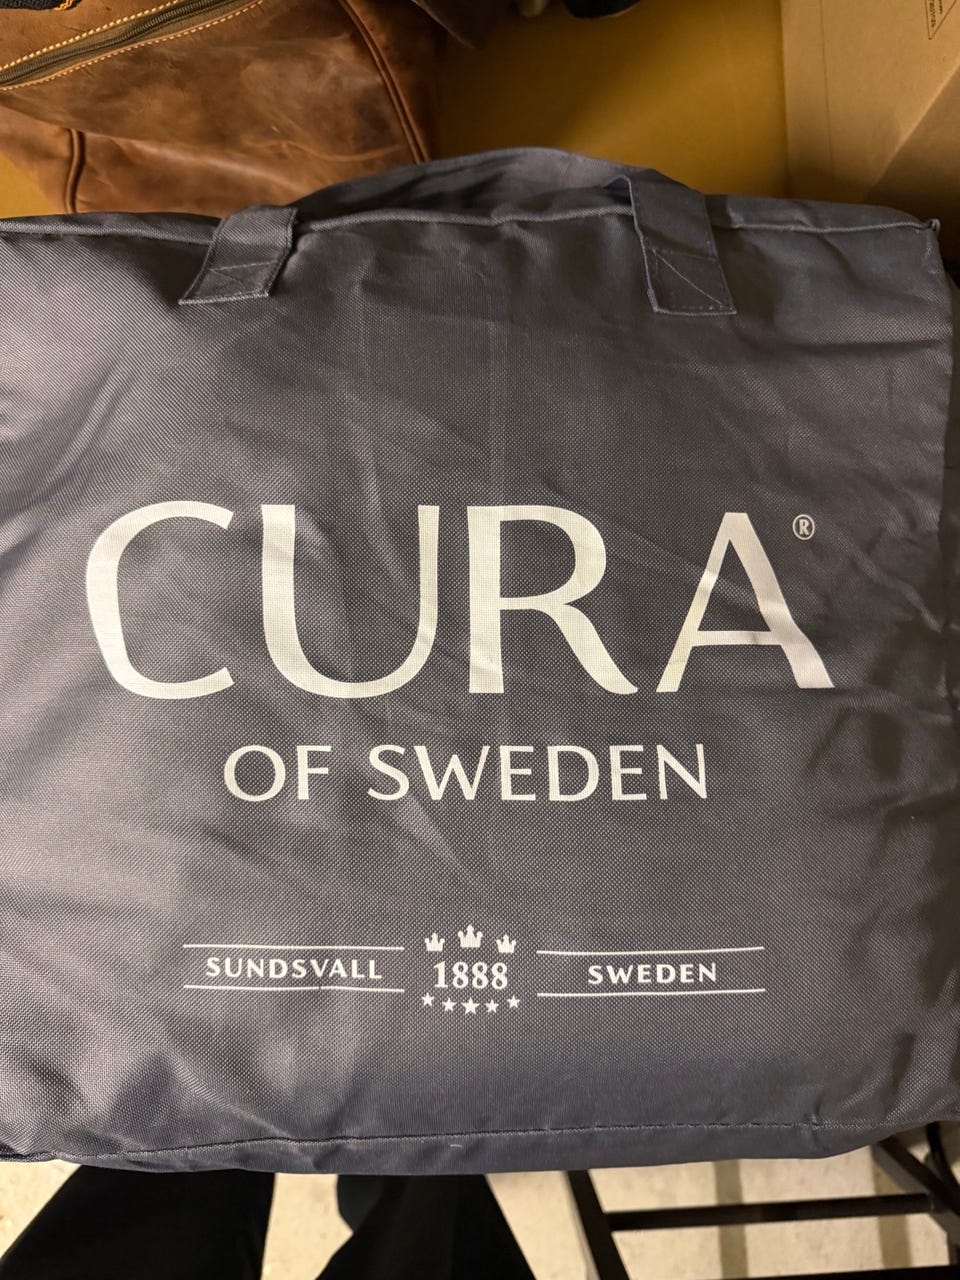 CURA®
OF SWEDEN
SUNDSVALL 1888 SWEDEN